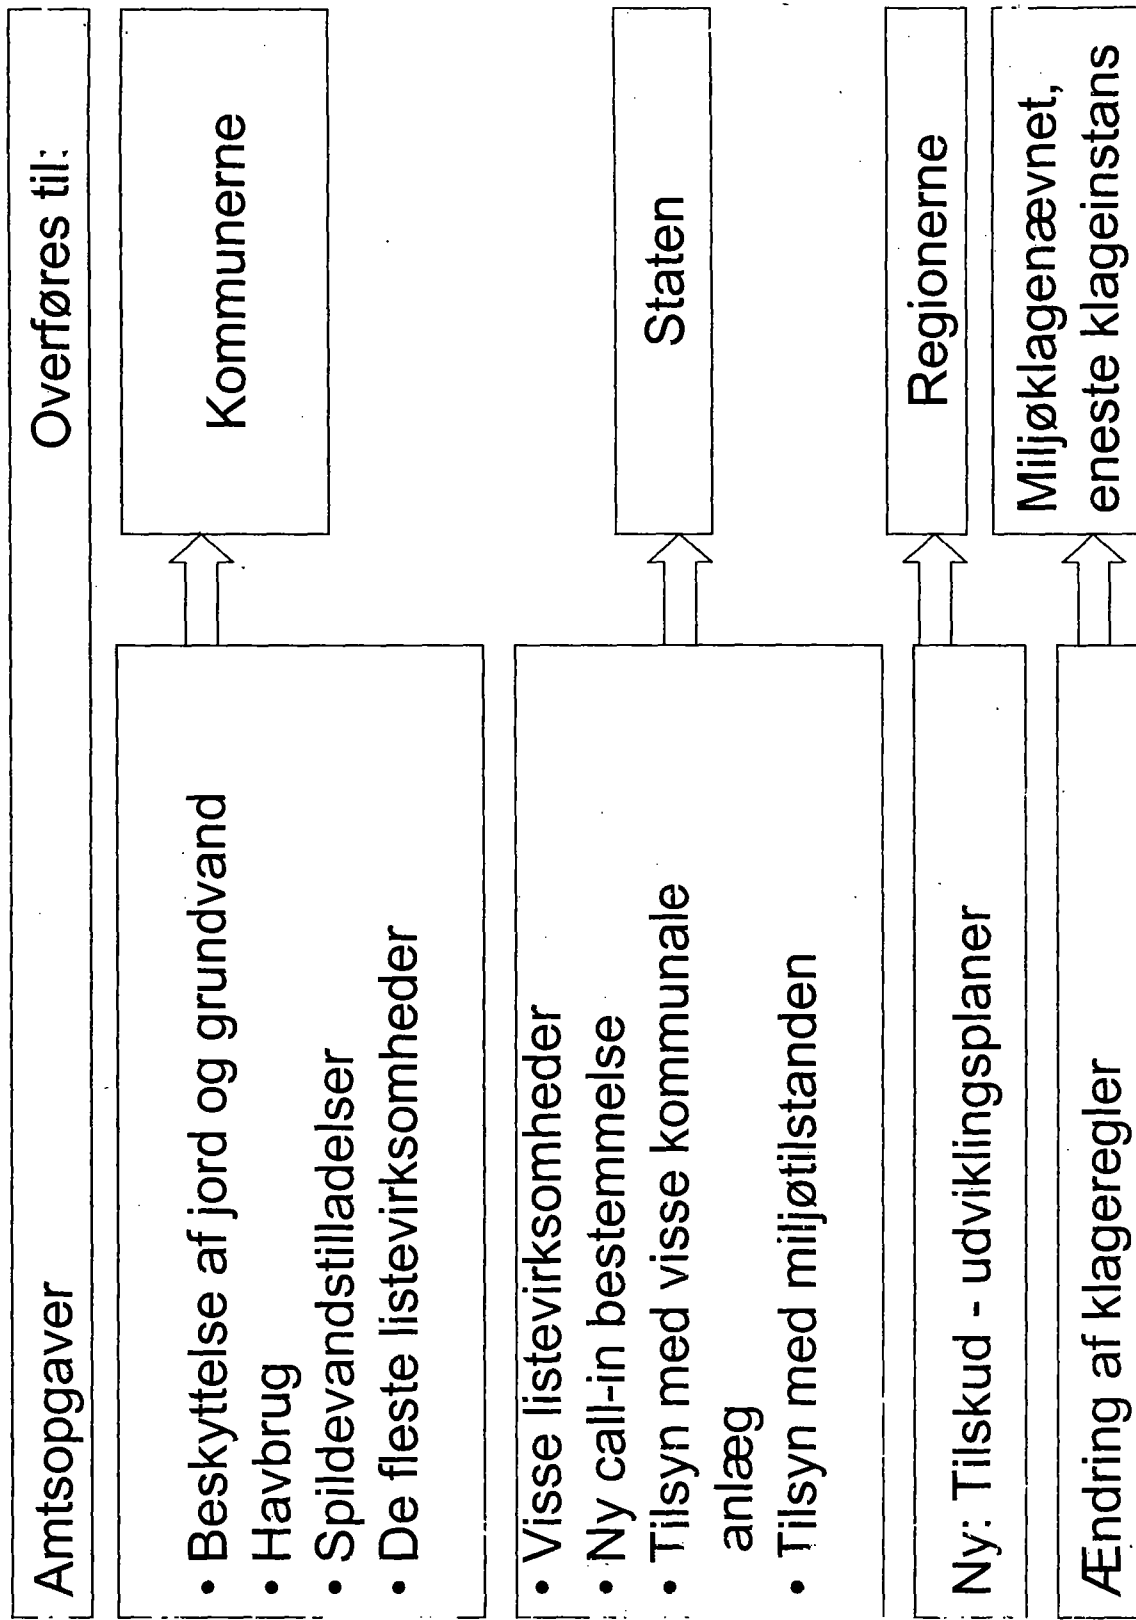 Amtsopgaver
Overføres til:
• Beskyttelse af jord og grundvand
• Havbrug
• Spildevandstilladelser
• De fleste listevirksomheder
Kommunerne
• Visse listevirksomheder
• Ny call-in bestemmelse
• Tilsyn med visse kommunale
anlæg
• Tilsyn med miljøtilstanden
Staten
Ny: Tilskud - udviklingsplaner
Regionerne
Ændring af klageregler
Miljøklagenævnet,
eneste klageinstans